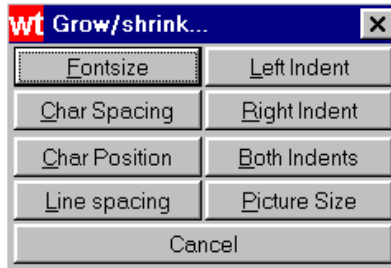 wt Grow/shrink...
Fontsize Left Indent
Char Spacing Right Indent
Char Position Both Indents
Line spacing Picture Size
Cancel